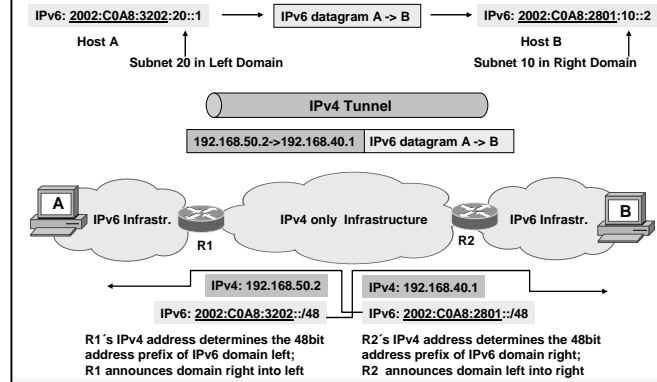 IPv6: 2002:C0A8:3202:20::1
IPv6 datagram A -> B
IPv6: 2002:C0A8:2801:10::2
Host A
Host B
Subnet 20 in Left Domain
Subnet 10 in Right Domain
IPv4 Tunnel
192.168.50.2->192.168.40.1
IPv6 datagram A -> B
A
IPv6 Infrastr.
R1
IPv4 only Infrastructure
R2
IPv6 Infrastr.
B
IPv4: 192.168.50.2
IPv4: 192.168.40.1
IPv6: 2002:C0A8:3202::/48
IPv6: 2002:C0A8:2801::/48
R1´s IPv4 address determines the 48bit
address prefix of IPv6 domain left;
R1 announces domain right into left
R2´s IPv4 address determines the 48bit
address prefix of IPv6 domain right;
R2 announces domain left into right